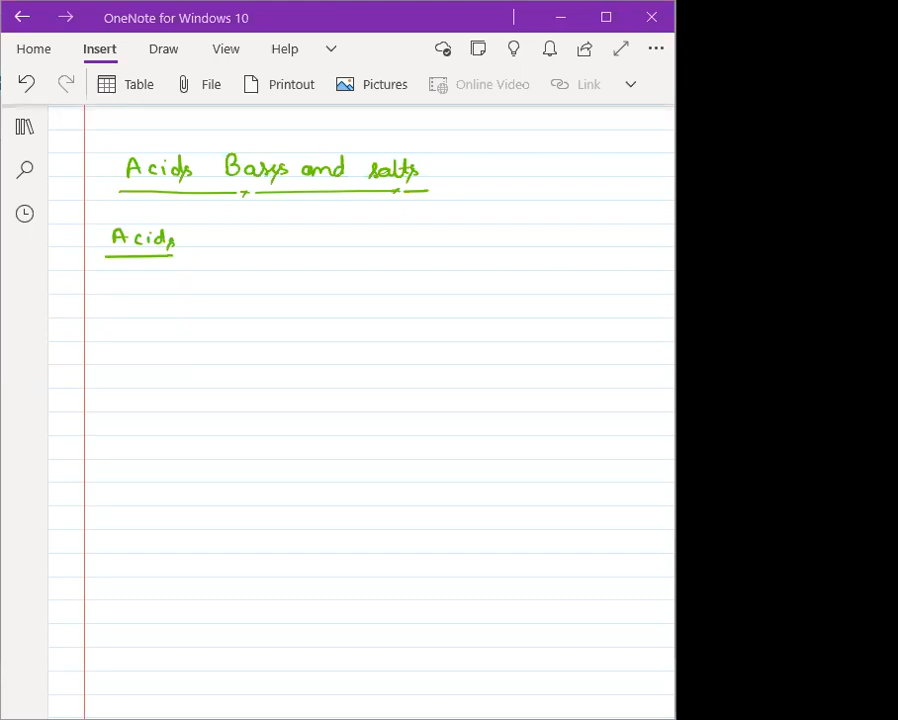 OneNote for Windows 10
Home Insert Draw View Help
Table File Printout Pictures Online Video Link
Acids Bases and salts
Acids